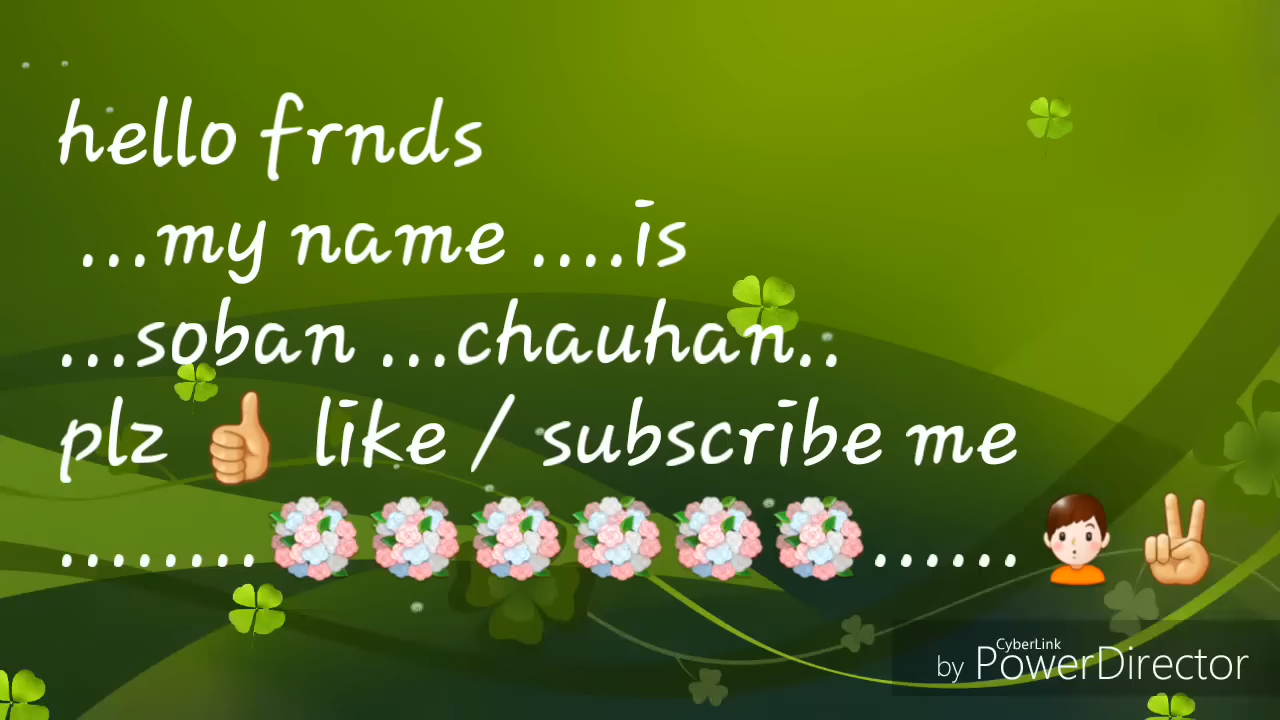 hello frnds
...my name ....is
...soban ...chauhan..
plz 👍 like / subscribe me
........💐💐💐💐💐💐...... 🙎‍♂️ ✌
CyberLink
by PowerDirector